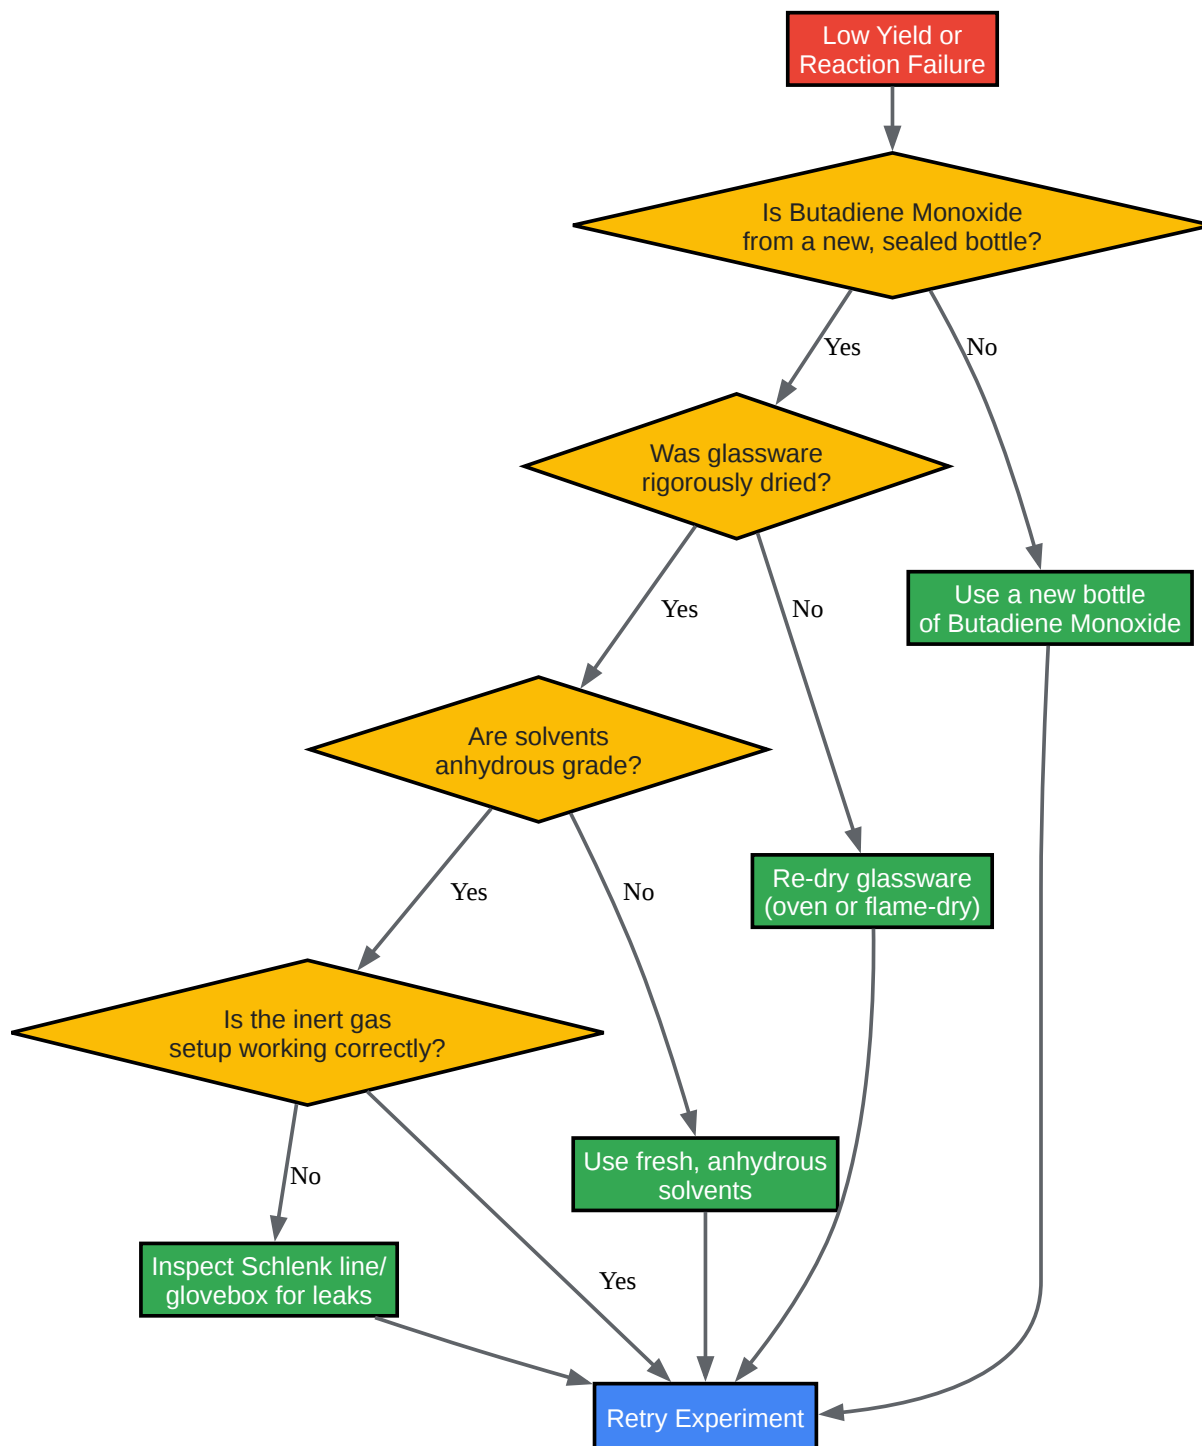 Low Yield or
Reaction Failure
Is Butadiene Monoxide
from a new, sealed bottle?
Yes
No
Was glassware
rigorously dried?
Use a new bottle
of Butadiene Monoxide
Yes
No
Are solvents
anhydrous grade?
Re-dry glassware
(oven or flame-dry)
Yes
No
Is the inert gas
setup working correctly?
Use fresh, anhydrous
solvents
No
Yes
Inspect Schlenk line/
glovebox for leaks
Retry Experiment